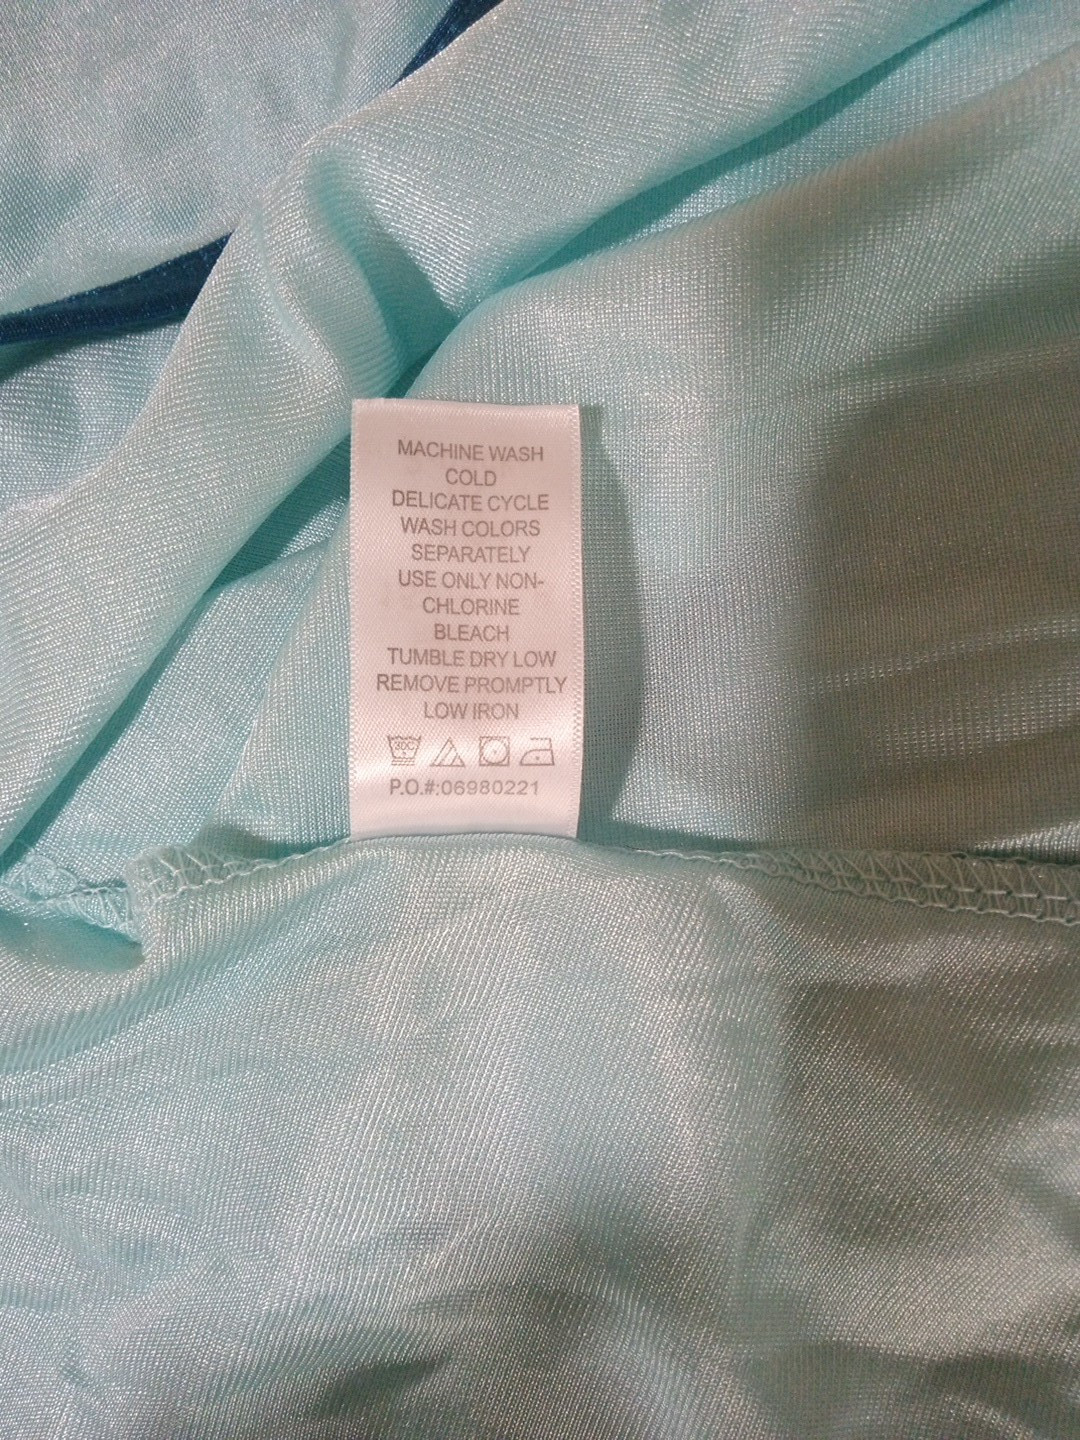 MACHINE WASH
COLD
DELICATE CYCLE
WASH COLORS
SEPARATELY
USE ONLY NON-
CHLORINE
BLEACH
TUMBLE DRY LOW
REMOVE PROMPTLY
LOW IRON
30C
P.O.#:06980221